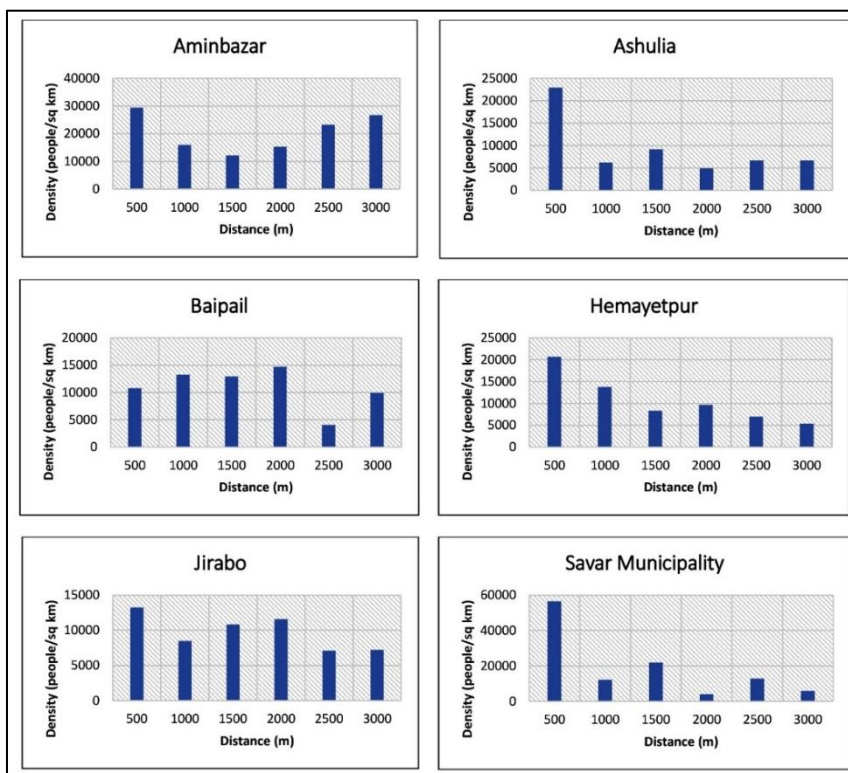 Aminbazar
Density (people/sq km)
40000
30000
20000
10000
0
500 1000 1500 2000 2500 3000
Distance (m)
Ashulia
Density (people/sq km)
25000
20000
15000
10000
5000
0
500 1000 1500 2000 2500 3000
Distance (m)
Baipail
Density (people/sq km)
20000
15000
10000
5000
0
500 1000 1500 2000 2500 3000
Distance (m)
Hemayetpur
Density (people/sq km)
25000
20000
15000
10000
5000
0
500 1000 1500 2000 2500 3000
Distance (m)
Jirabo
Density (people/sq km)
15000
10000
5000
0
500 1000 1500 2000 2500 3000
Distance (m)
Savar Municipality
Density (people/sq km)
60000
40000
20000
0
500 1000 1500 2000 2500 3000
Distance (m)